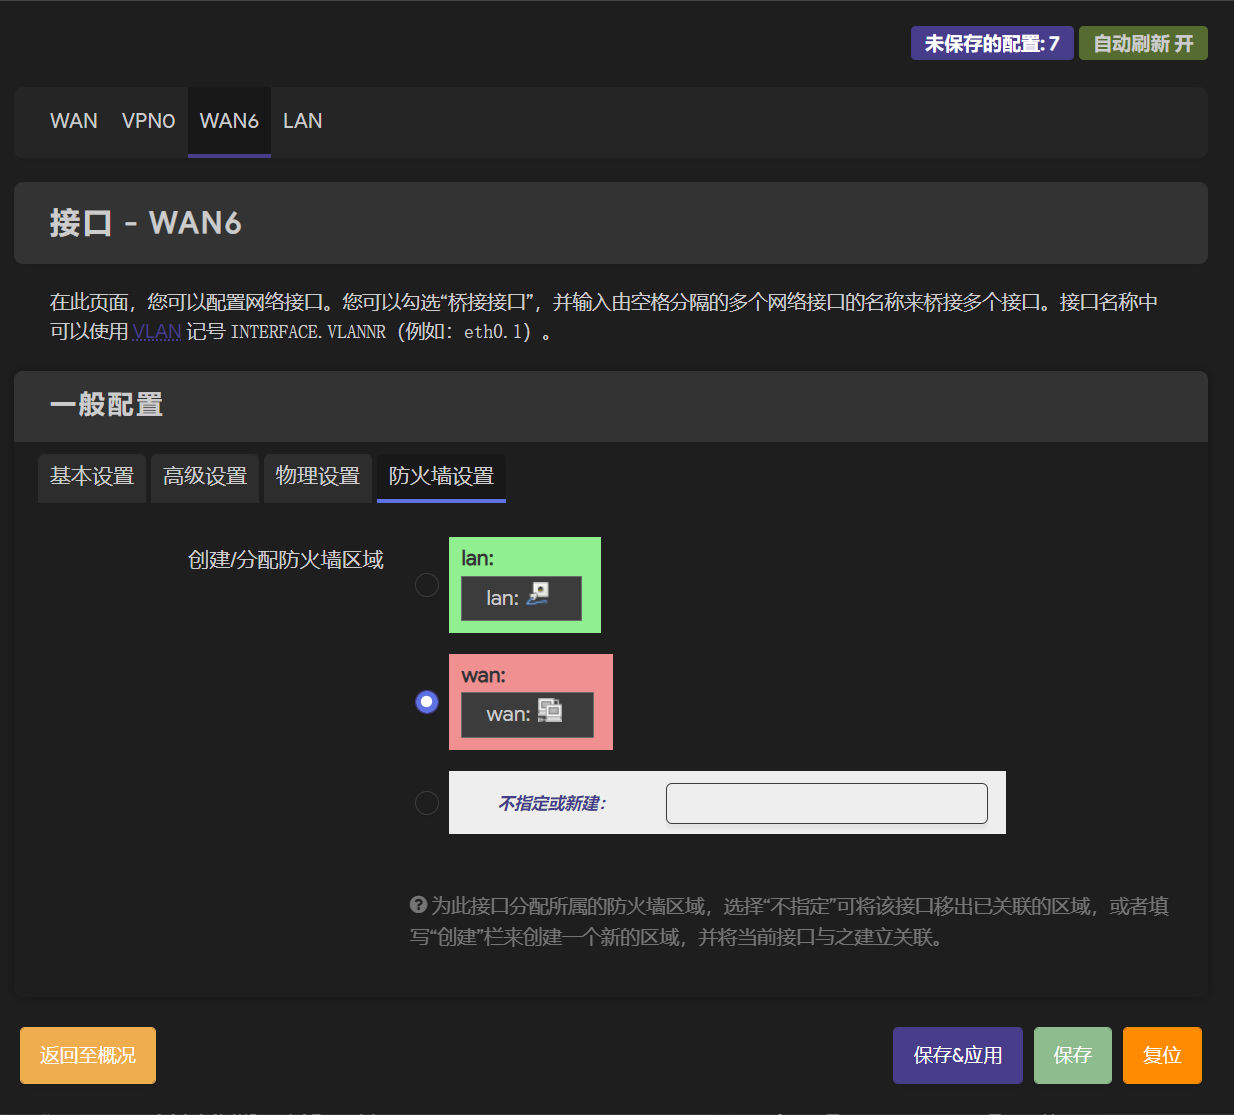 未保存的配置: 7
自动刷新 开
WAN
VPN0
WAN6
LAN
接口 - WAN6
在此页面，您可以配置网络接口。您可以勾选“桥接接口”，并输入由空格分隔的多个网络接口的名称来桥接多个接口。接口名称中
可以使用 VLAN 记号 INTERFACE.VLANNR（例如：eth0.1）。
一般配置
基本设置
高级设置
物理设置
防火墙设置
创建/分配防火墙区域
lan:
lan:
wan:
wan:
不指定或新建：
为此接口分配所属的防火墙区域，选择“不指定”可将该接口移出已关联的区域，或者填
写“创建”栏来创建一个新的区域，并将当前接口与之建立关联。
返回至概况
保存&应用
保存
复位